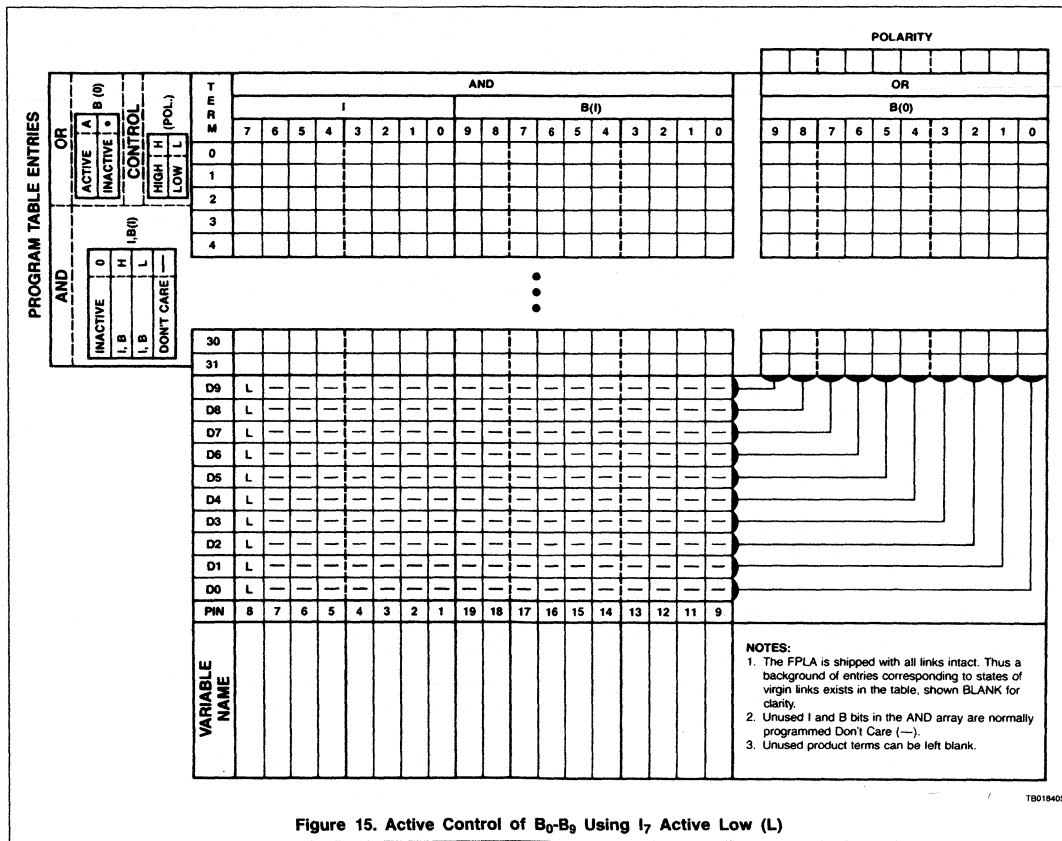 POLARITY
PROGRAM TABLE ENTRIES
OR
ACTIVE A
INACTIVE •
B (0)
CONTROL
HIGH H
LOW L
(POL.)
AND
INACTIVE 0
I, B H
I, B L
DON'T CARE —
I,B(I)
TERM
AND
OR
I
B(I)
B(0)
7 6 5 4 3 2 1 0 9 8 7 6 5 4 3 2 1 0 9 8 7 6 5 4 3 2 1 0
0
1
2
3
4
30
31
D9 L — — — — — — — — — — — — — — — — —
D8 L — — — — — — — — — — — — — — — — —
D7 L — — — — — — — — — — — — — — — — —
D6 L — — — — — — — — — — — — — — — — —
D5 L — — — — — — — — — — — — — — — — —
D4 L — — — — — — — — — — — — — — — — —
D3 L — — — — — — — — — — — — — — — — —
D2 L — — — — — — — — — — — — — — — — —
D1 L — — — — — — — — — — — — — — — — —
D0 L — — — — — — — — — — — — — — — — —
PIN 8 7 6 5 4 3 2 1 19 18 17 16 15 14 13 12 11 9
VARIABLE
NAME
NOTES:
1. The FPLA is shipped with all links intact. Thus a
background of entries corresponding to states of
virgin links exists in the table, shown BLANK for
clarity.
2. Unused I and B bits in the AND array are normally
programmed Don't Care (—).
3. Unused product terms can be left blank.
TB01840S
Figure 15. Active Control of B₀-B₉ Using I₇ Active Low (L)